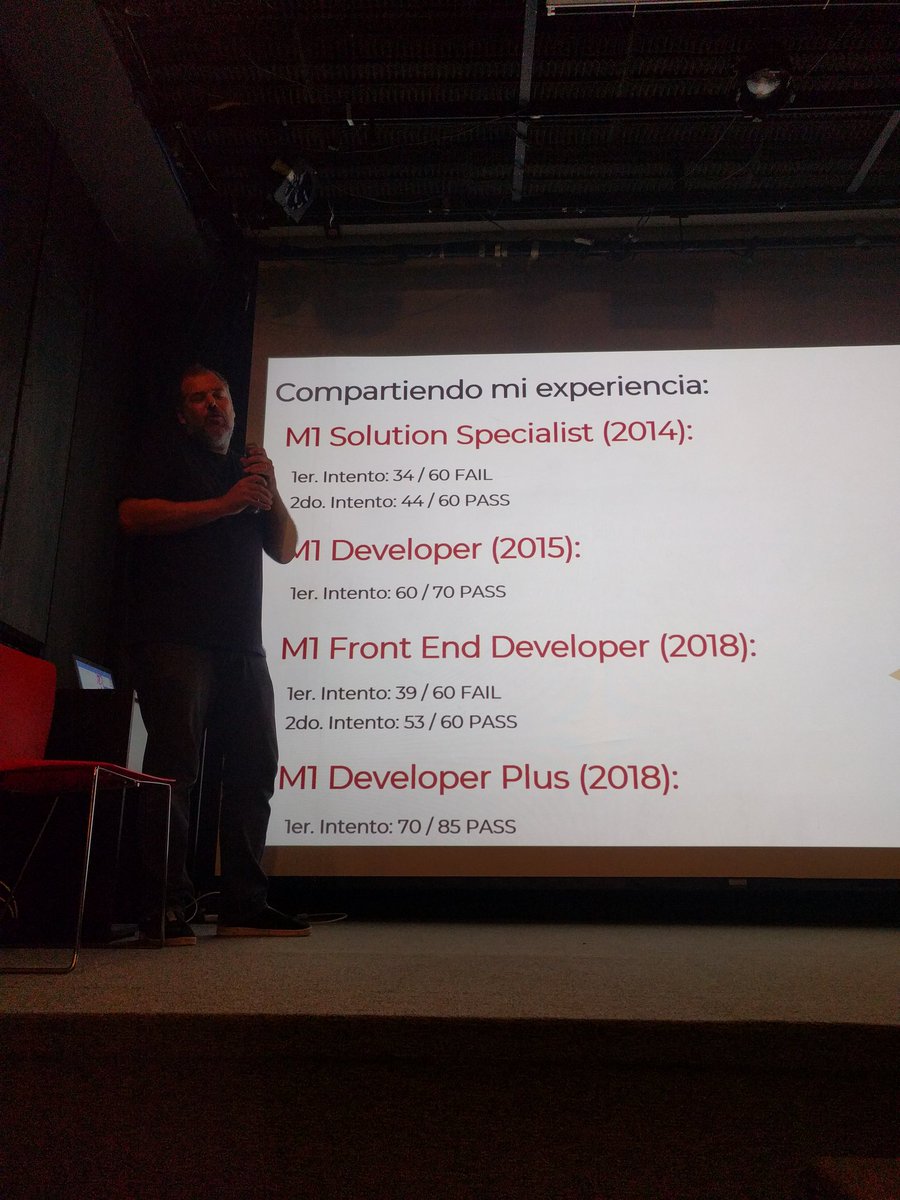 Compartiendo mi experiencia:
M1 Solution Specialist (2014):
1er. Intento: 34 / 60 FAIL
2do. Intento: 44 / 60 PASS
M1 Developer (2015):
1er. Intento: 60 / 70 PASS
M1 Front End Developer (2018):
1er. Intento: 39 / 60 FAIL
2do. Intento: 53 / 60 PASS
M1 Developer Plus (2018):
1er. Intento: 70 / 85 PASS